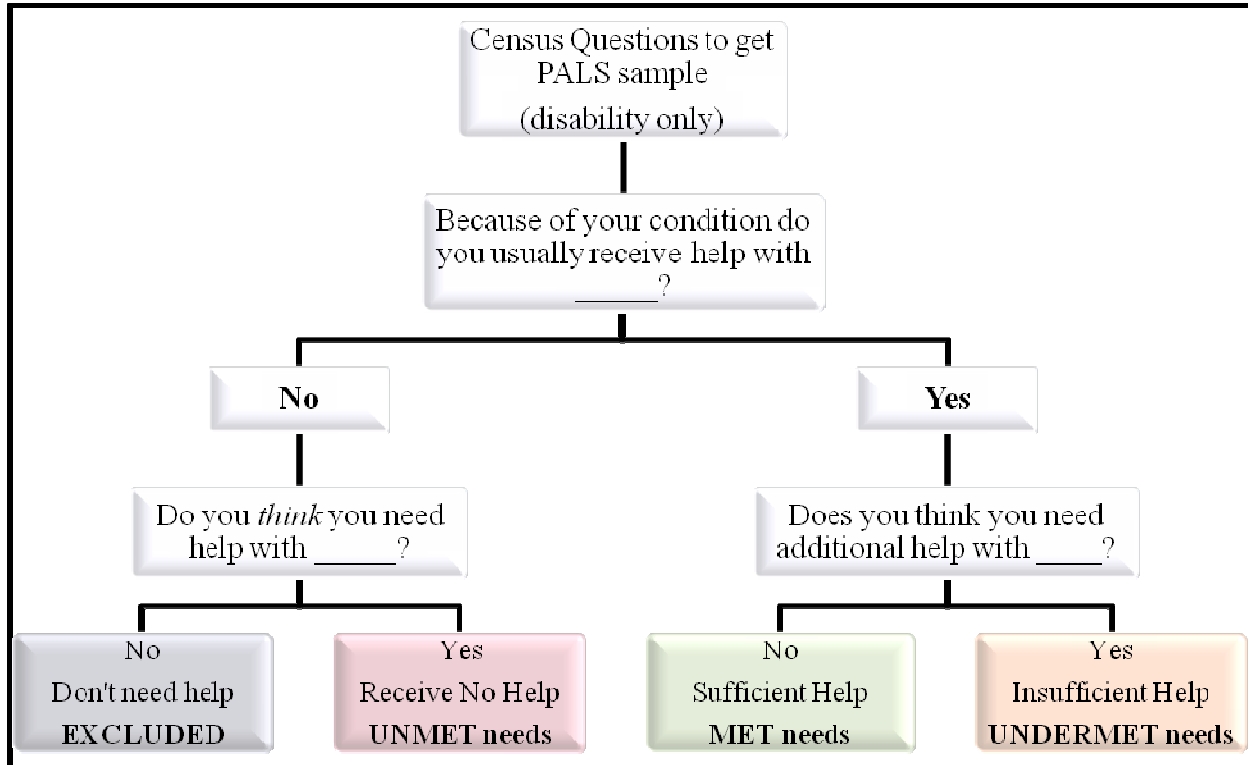 Census Questions to get
PALS sample
(disability only)
Because of your condition do
you usually receive help with
______?
No
Yes
Do you think you need
help with ______?
Does you think you need
additional help with _____?
No
Don't need help
EXCLUDED
Yes
Receive No Help
UNMET needs
No
Sufficient Help
MET needs
Yes
Insufficient Help
UNDERMET needs